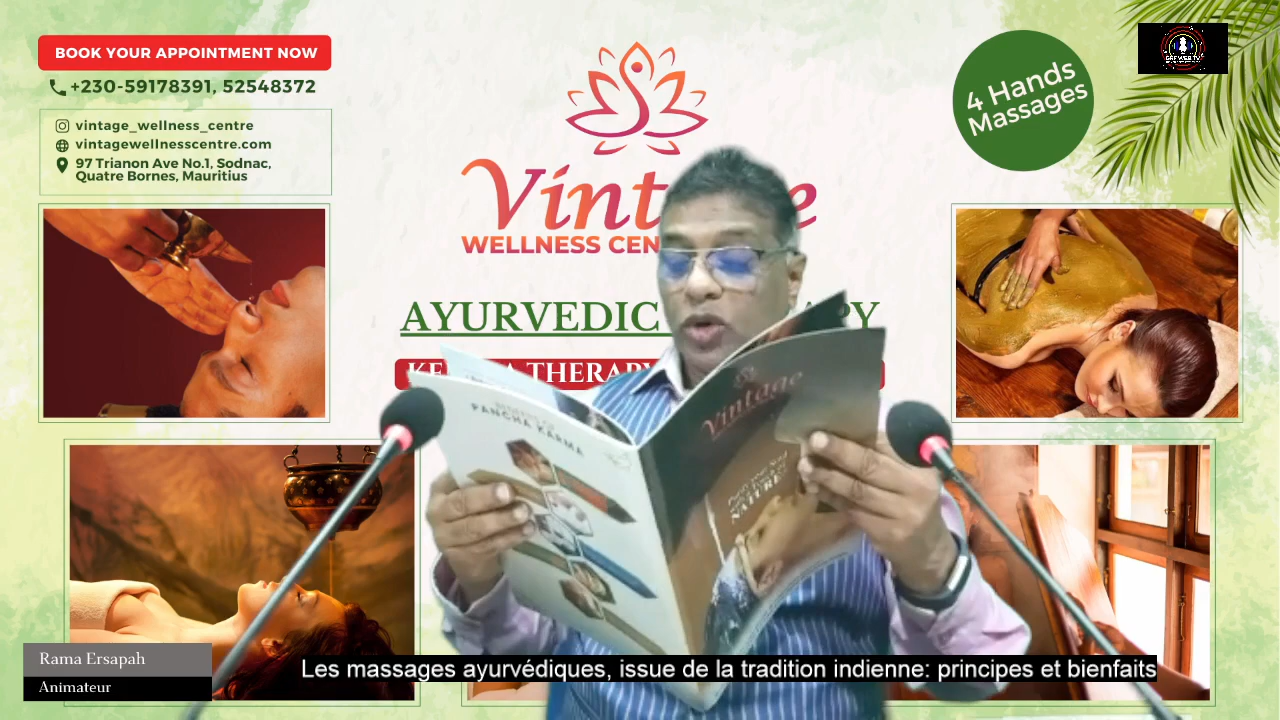 BOOK YOUR APPOINTMENT NOW
+230-59178391, 52548372
vintage_wellness_centre
vintagewellnesscentre.com
97 Trianon Ave No.1, Sodnac,
Quatre Bornes, Mauritius
4 Hands
Massages
WELLNESS
AYURVEDIC
PANCHA KARMA
Vintage
NATURE
Rama Ersapah
Animateur
Les massages ayurvédiques, issue de la tradition indienne: principes et bienfaits